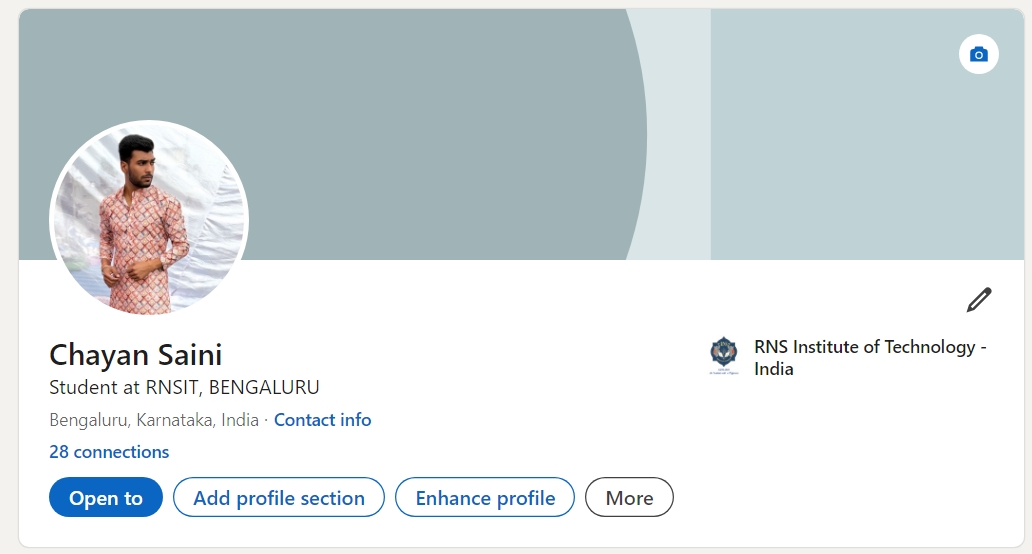 Chayan Saini
Student at RNSIT, BENGALURU
Bengaluru, Karnataka, India · Contact info
28 connections
RNS Institute of Technology -
India
Open to
Add profile section
Enhance profile
More